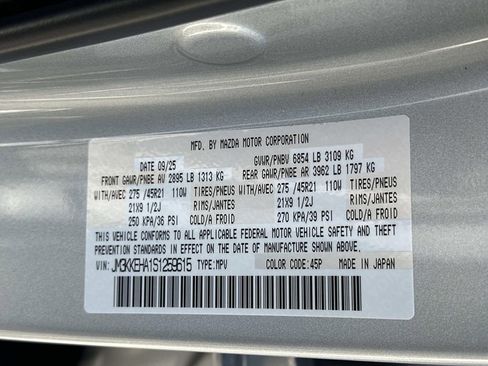 MFD. BY MAZDA MOTOR CORPORATION
DATE 09/25 GVWR/PNBV 6854 LB 3109 KG
FRONT GAWR/PNBE AV 2895 LB 1313 KG REAR GAWR/PNBE AR 3962 LB 1797 KG
WITH/AVEC 275 /45R21 110W TIRES/PNEUS WITH/AVEC 275 /45R21 110W TIRES/PNEUS
21X9 1/2J RIMS/JANTES 21X9 1/2J RIMS/JANTES
250 KPA/36 PSI COLD/A FROID 270 KPA/39 PSI COLD/A FROID
THIS VEHICLE CONFORMS TO ALL APPLICABLE FEDERAL MOTOR VEHICLE SAFETY AND THEFT
PREVENTION STANDARDS IN EFFECT ON THE DATE OF MANUFACTURE SHOWN ABOVE.
VIN: JM3KKEHA1S1259615 TYPE:MPV COLOR:45P MADE IN JAPAN